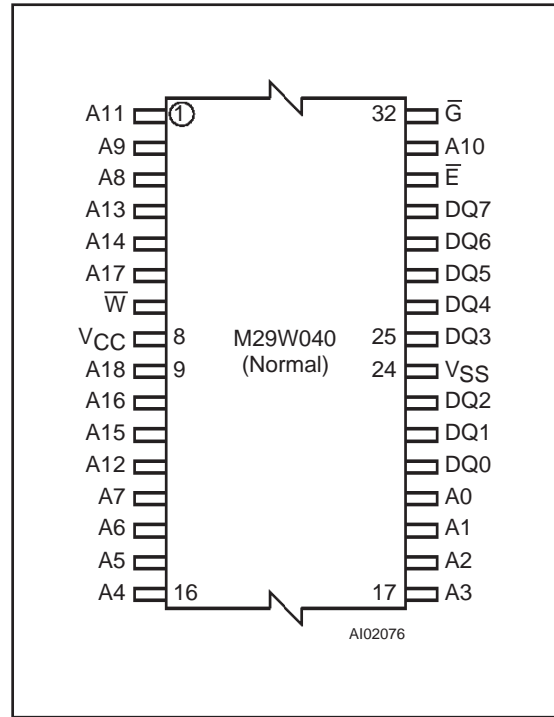 A11 1 32 G̅
A9 A10
A8 E̅
A13 DQ7
A14 DQ6
A17 DQ5
W̅ DQ4
VCC 8 M29W040 25 DQ3
(Normal)
A18 9 24 VSS
A16 DQ2
A15 DQ1
A12 DQ0
A7 A0
A6 A1
A5 A2
A4 16 17 A3
AI02076